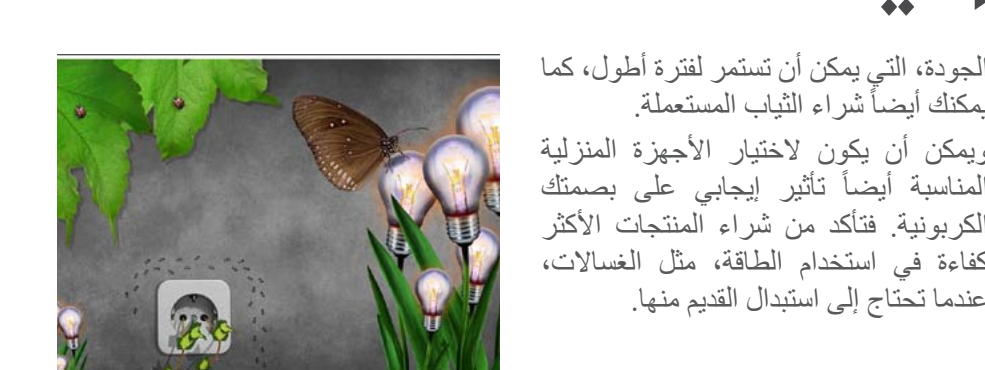 الجودة، التي يمكن أن تستمر لفترة أطول، كما
يمكنك أيضاً شراء الثياب المستعملة.
ويمكن أن يكون لاختيار الأجهزة المنزلية
المناسبة أيضاً تأثير إيجابي على بصمتك
الكربونية. فتأكد من شراء المنتجات الأكثر
كفاءة في استخدام الطاقة، مثل الغسالات،
عندما تحتاج إلى استبدال القديم منها.